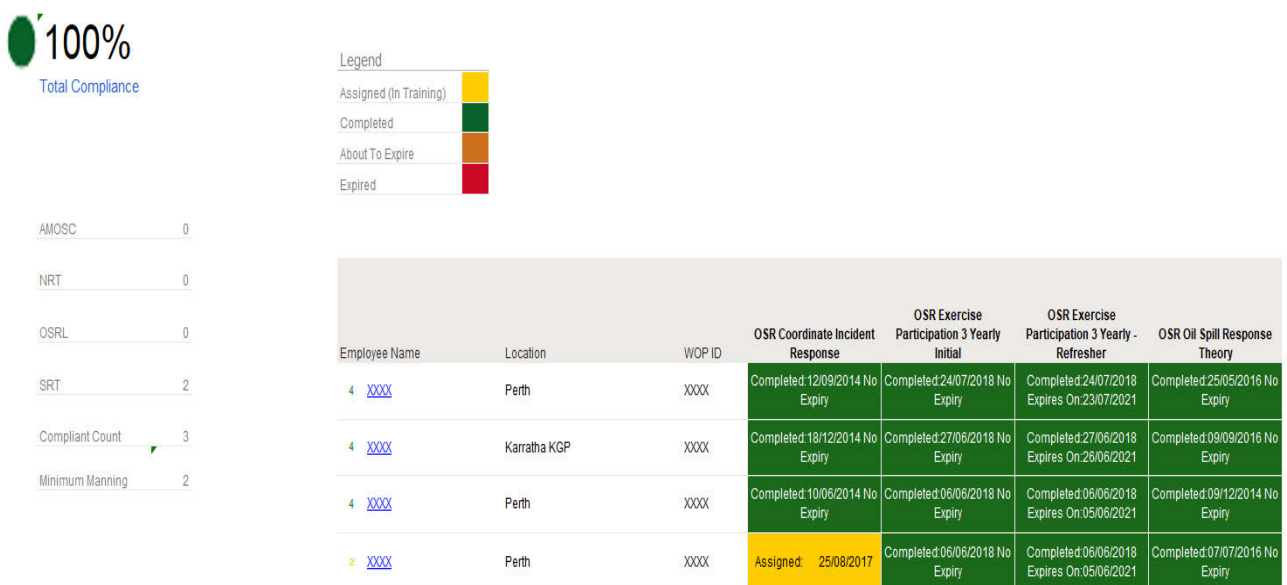 100%
Total Compliance
Legend
Assigned (In Training)
Completed
About To Expire
Expired
AMOSC 0
NRT 0
OSRL 0
SRT 2
Compliant Count 3
Minimum Manning 2
Employee Name Location WOP ID OSR Coordinate Incident Response OSR Exercise Participation 3 Yearly Initial OSR Exercise Participation 3 Yearly - Refresher OSR Oil Spill Response Theory
4 XXXX Perth XXXX Completed:12/09/2014 No Expiry Completed:24/07/2018 No Expiry Completed:24/07/2018 Expires On:23/07/2021 Completed:25/05/2016 No Expiry
4 XXXX Karratha KGP XXXX Completed:18/12/2014 No Expiry Completed:27/06/2018 No Expiry Completed:27/06/2018 Expires On:26/06/2021 Completed:09/09/2016 No Expiry
4 XXXX Perth XXXX Completed:10/06/2014 No Expiry Completed:06/06/2018 No Expiry Completed:06/06/2018 Expires On:05/06/2021 Completed:09/12/2014 No Expiry
2 XXXX Perth XXXX Assigned: 25/08/2017 Completed:06/06/2018 No Expiry Completed:06/06/2018 Expires On:05/06/2021 Completed:07/07/2016 No Expiry